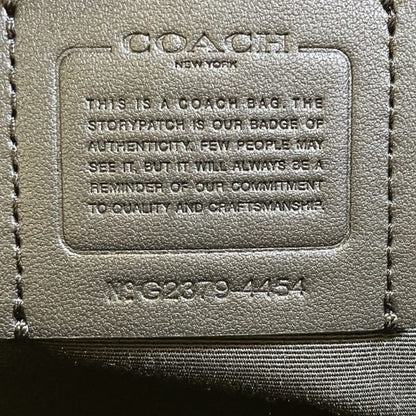 COACH
NEW YORK
THIS IS A COACH BAG. THE
STORYPATCH IS OUR BADGE OF
AUTHENTICITY. FEW PEOPLE MAY
SEE IT, BUT IT WILL ALWAYS BE A
REMINDER OF OUR COMMITMENT
TO QUALITY AND CRAFTSMANSHIP.
Nº G2379-4454